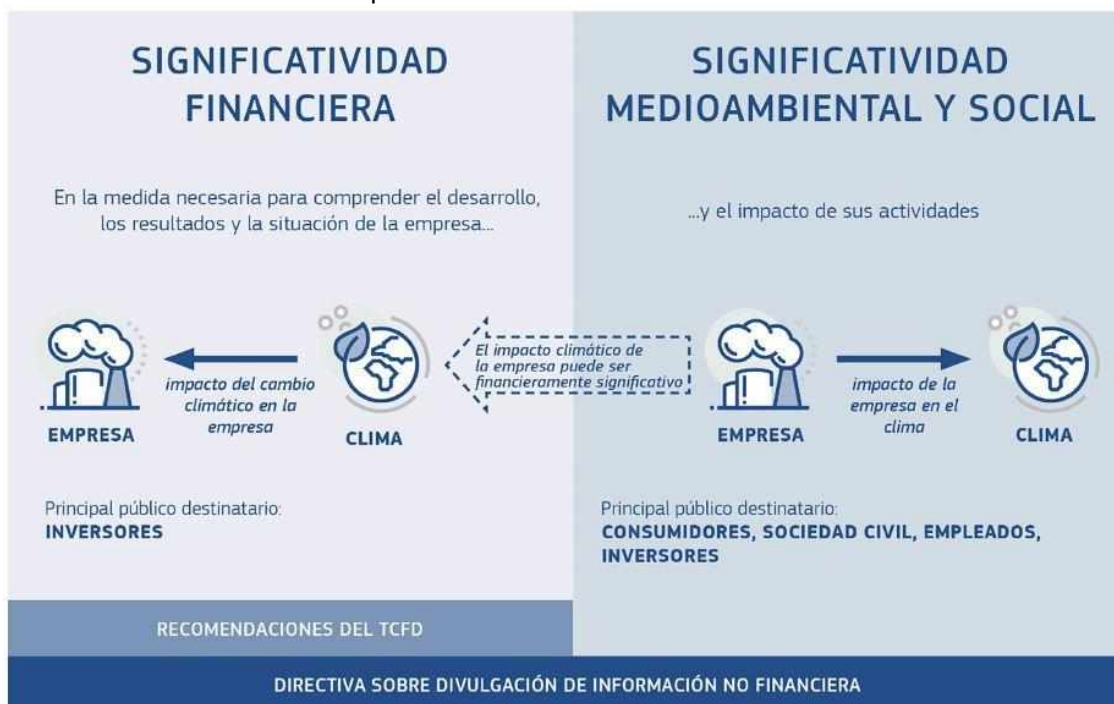 SIGNIFICATIVIDAD
FINANCIERA
En la medida necesaria para comprender el desarrollo,
los resultados y la situación de la empresa...
impacto del cambio
climático en la
empresa
EMPRESA
CLIMA
Principal público destinatario:
INVERSORES
RECOMENDACIONES DEL TCFD
El impacto climático de
la empresa puede ser
financieramente significativo
SIGNIFICATIVIDAD
MEDIOAMBIENTAL Y SOCIAL
...y el impacto de sus actividades
impacto de la
empresa en el
clima
EMPRESA
CLIMA
Principal público destinatario:
CONSUMIDORES, SOCIEDAD CIVIL, EMPLEADOS,
INVERSORES
DIRECTIVA SOBRE DIVULGACIÓN DE INFORMACIÓN NO FINANCIERA